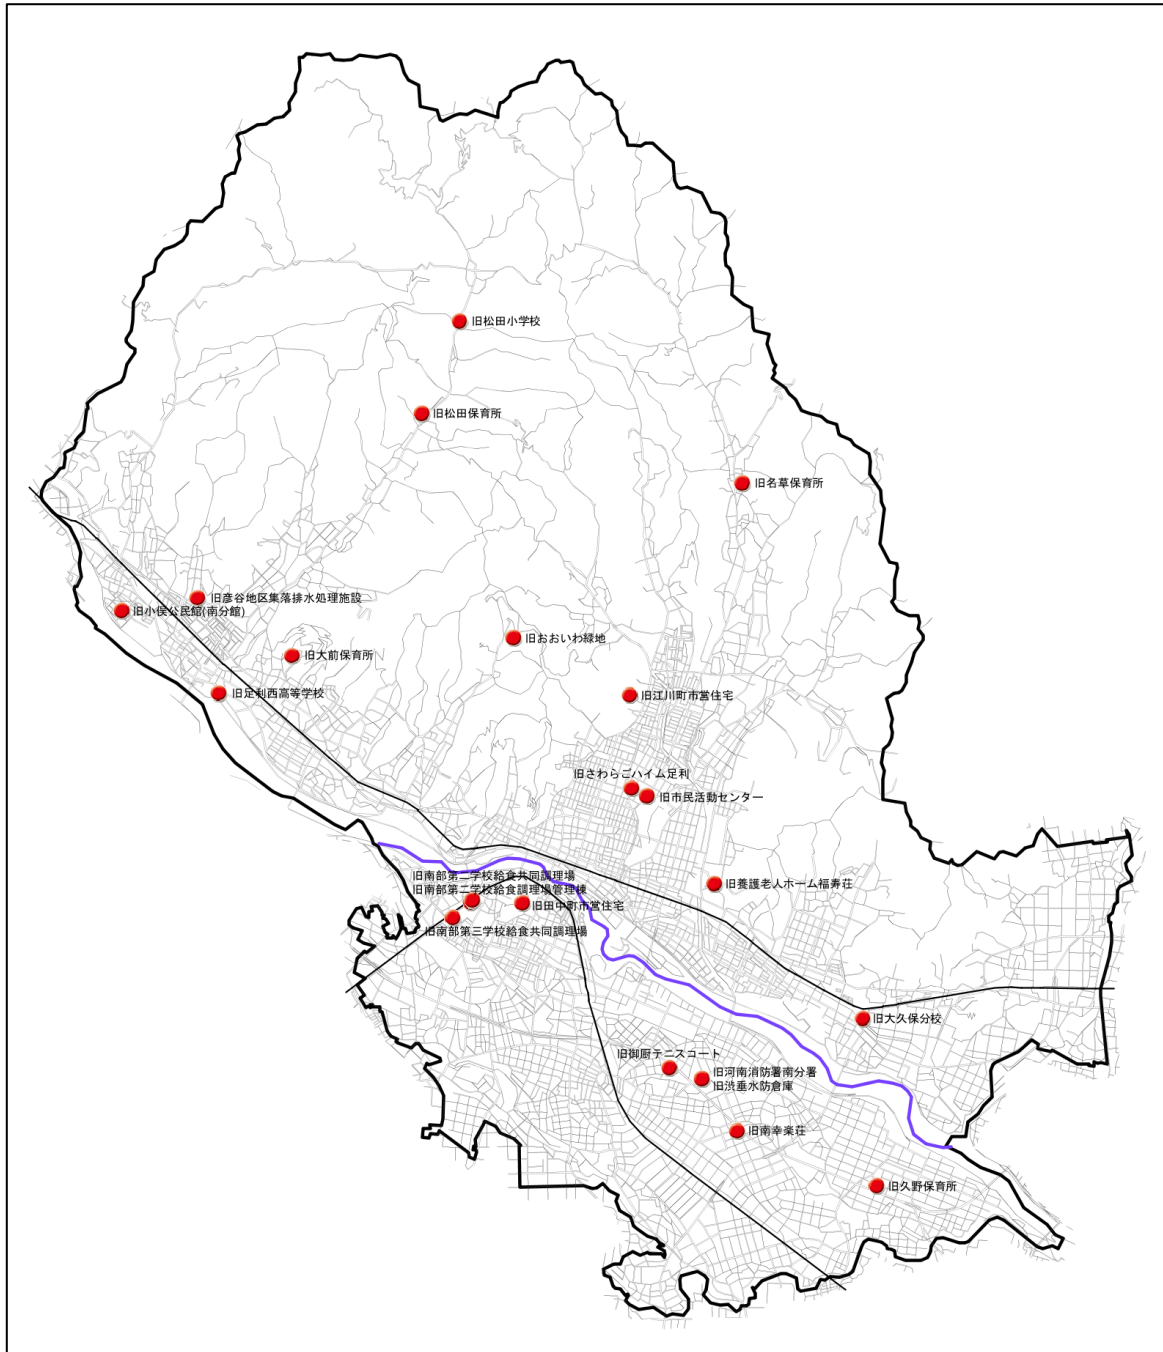 旧松田小学校
旧松田保育所
旧名草保育所
旧彦谷地区集落排水処理施設
旧小俣公民館(南分館)
旧おおいわ緑地
旧大前保育所
旧足利西高等学校
旧江川町市営住宅
旧さわらごハイム足利
旧市民活動センター
旧南部第二学校給食共同調理場
旧南部第二学校給食調理場管理棟
旧養護老人ホーム福寿荘
旧田中町市営住宅
旧南部第三学校給食共同調理場
旧大久保分校
旧御厨テニスコート
旧河南消防署南分署
旧渋垂水防倉庫
旧南幸楽荘
旧久野保育所